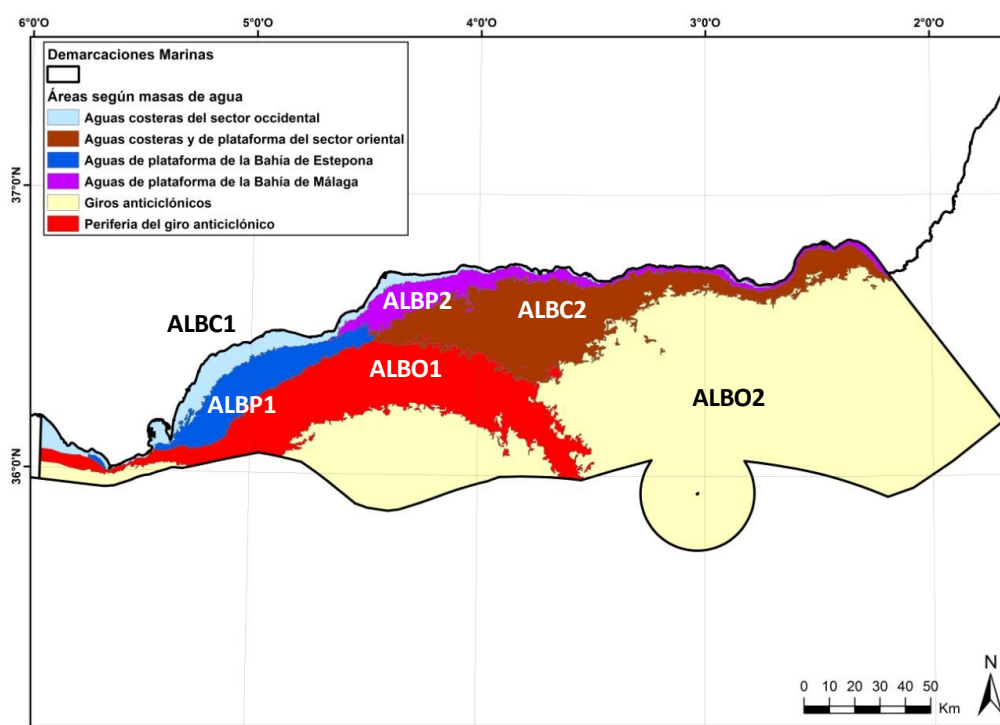 6°0'O 5°0'O 4°0'O 3°0'O 2°0'O
Demarcaciones Marinas
Áreas según masas de agua
Aguas costeras del sector occidental
Aguas costeras y de plataforma del sector oriental
Aguas de plataforma de la Bahía de Estepona
Aguas de plataforma de la Bahía de Málaga
Giros anticiclónicos
Periferia del giro anticiclónico
37°0'N
ALBP2
ALBC2
ALBC1
ALBO1
ALBP1
ALBO2
36°0'N
N
0 10 20 30 40 50
Km